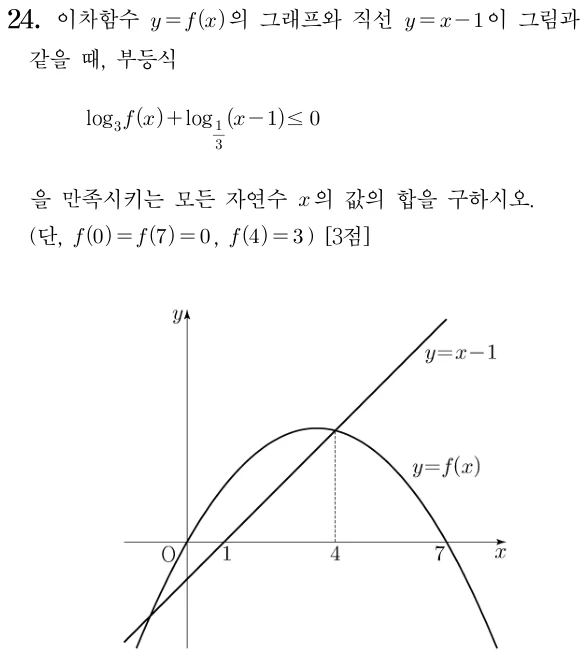 24. 이차함수 y=f(x)의 그래프와 직선 y=x-1이 그림과
같을 때, 부등식
log₃f(x)+log_{1/3}(x-1)≤ 0
을 만족시키는 모든 자연수 x의 값의 합을 구하시오.
(단, f(0)=f(7)=0, f(4)=3 ) [3점]
y
y=x-1
y=f(x)
O 1 4 7 x